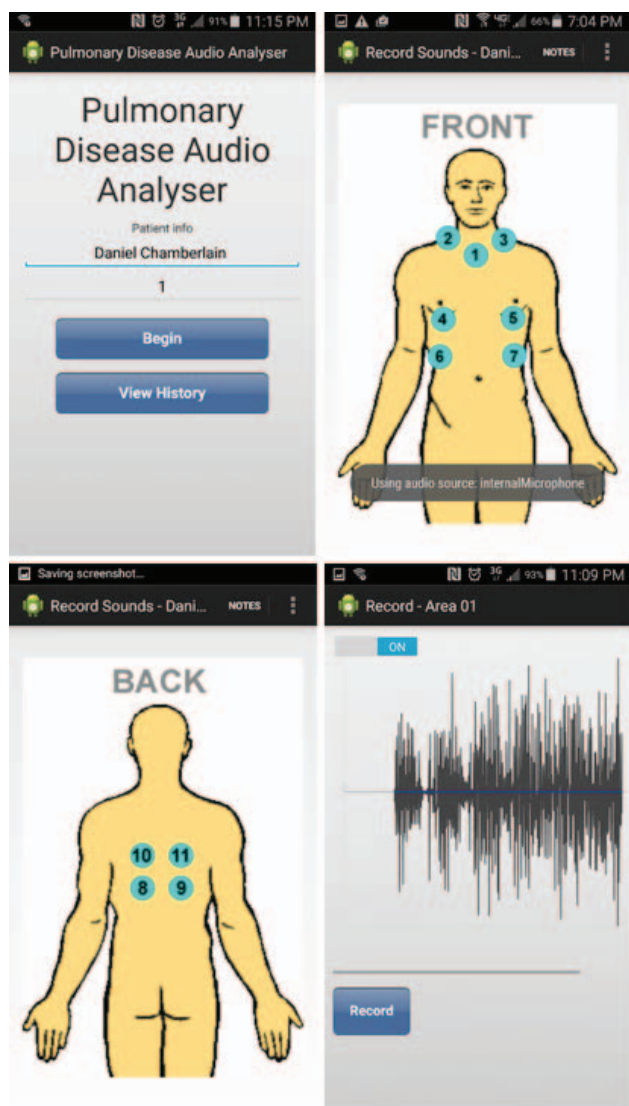 3G 91% 11:15 PM
Pulmonary Disease Audio Analyser
Pulmonary
Disease Audio
Analyser
Patient info
Daniel Chamberlain
1
Begin
View History
66% 7:04 PM
Record Sounds - Dani... NOTES
FRONT
2 3
1
4 5
6 7
Using audio source: internalMicrophone
Saving screenshot...
Record Sounds - Dani... NOTES
BACK
10 11
8 9
3G 93% 11:09 PM
Record - Area 01
ON
Record